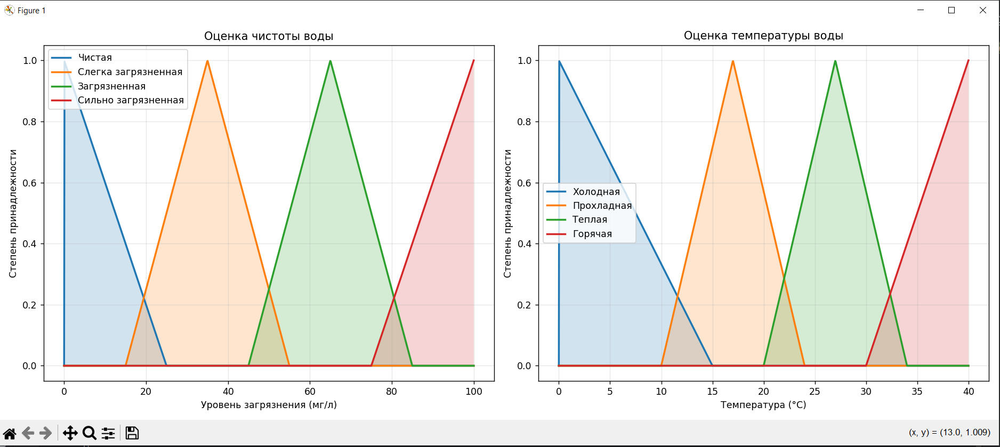 Figure 1
Оценка чистоты воды
Чистая
Слегка загрязненная
Загрязненная
Сильно загрязненная
1.0
0.8
0.6
0.4
0.2
0.0
Степень принадлежности
0 20 40 60 80 100
Уровень загрязнения (мг/л)
Оценка температуры воды
1.0
0.8
0.6
0.4
0.2
0.0
Степень принадлежности
Холодная
Прохладная
Теплая
Горячая
0 5 10 15 20 25 30 35 40
Температура (°C)
(x, y) = (13.0, 1.009)